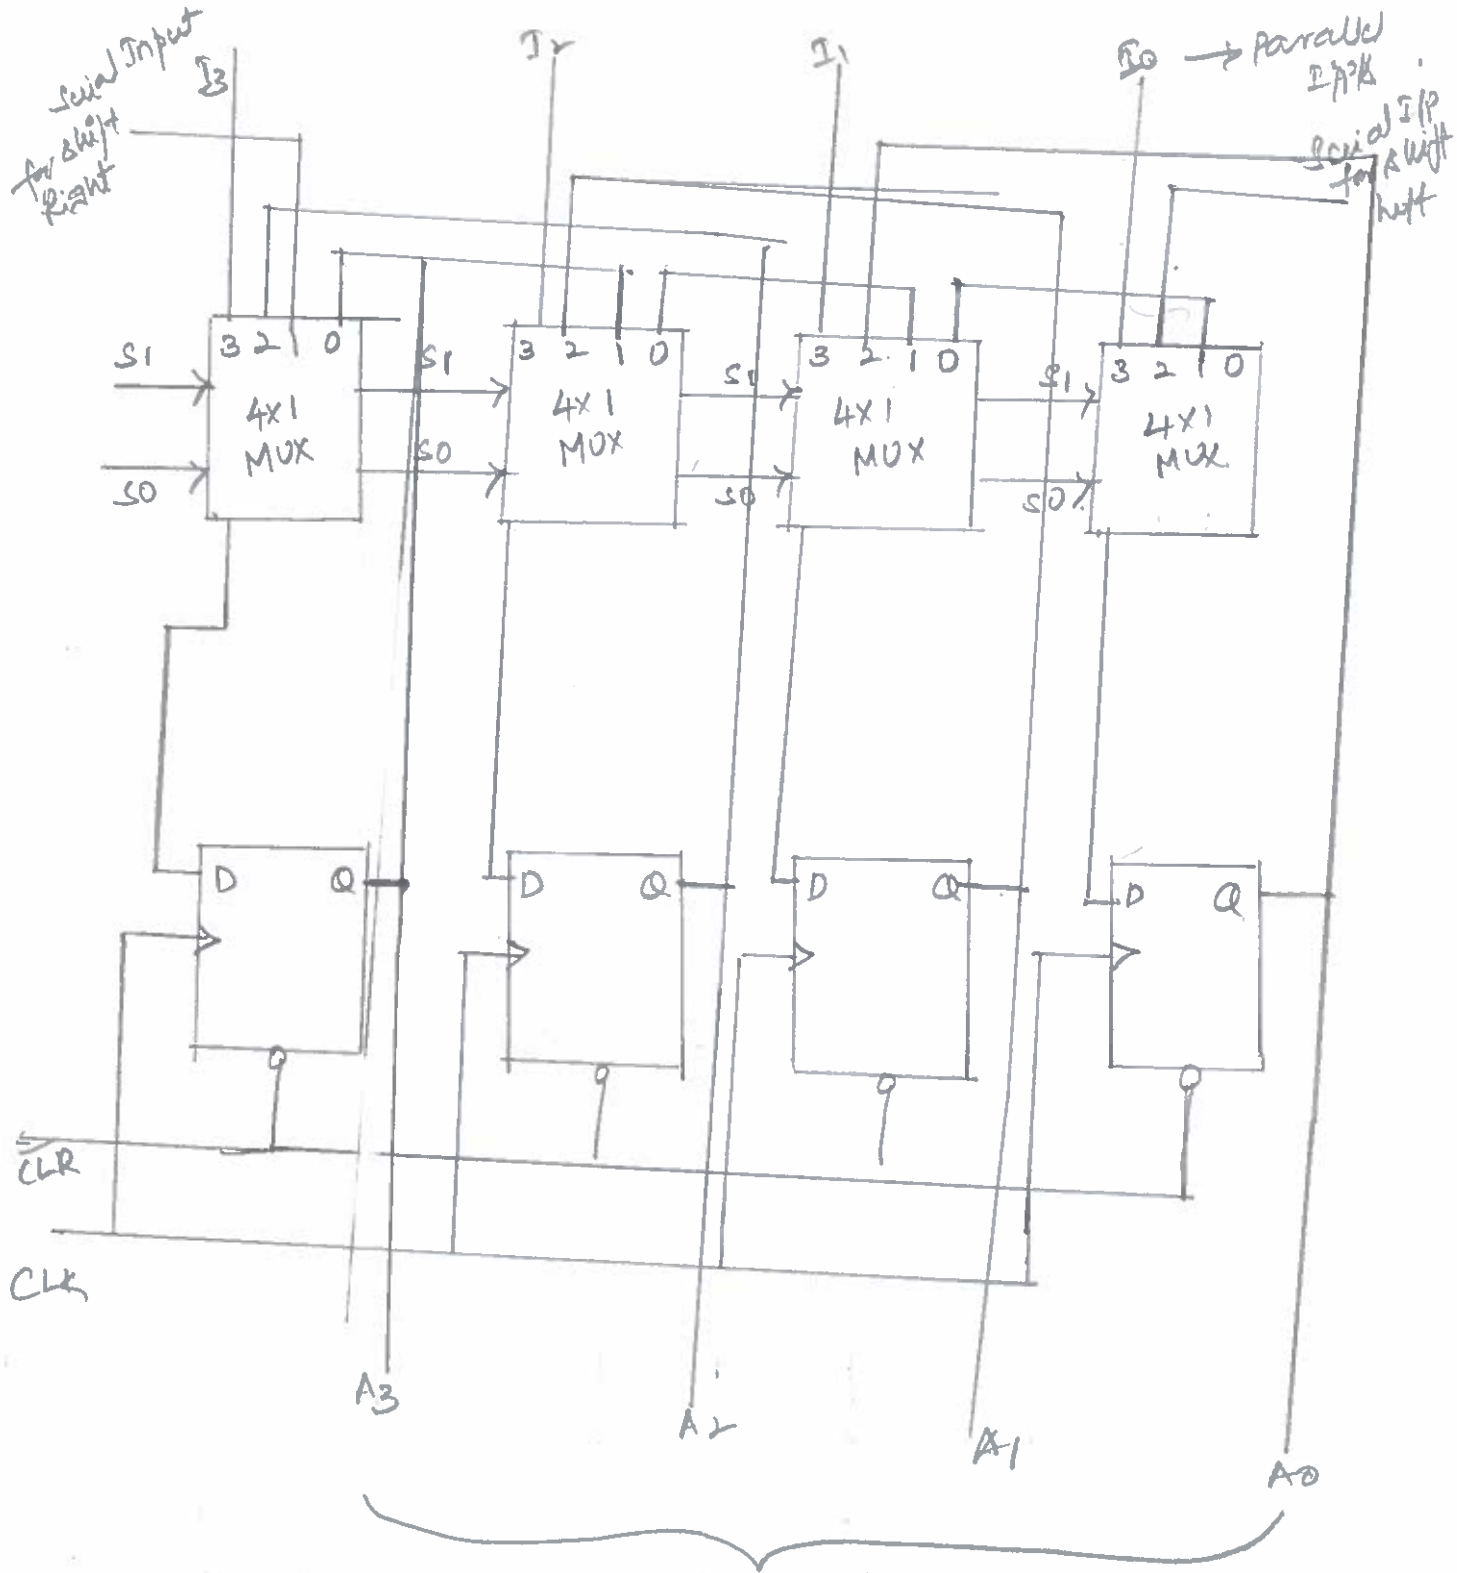 Serial Input
for shift
Right
I3
I2
I1
I0 → Parallel
I/Ps
Serial I/P
for shift
Left
3 2 1 0
3 2 1 0
3 2 1 0
3 2 1 0
S1
S1
S1
S1
4X1
MUX
4X1
MUX
4X1
MUX
4X1
MUX
S0
S0
S0
S0
D Q
D Q
D Q
D Q
CLR
CLK
A3
A2
A1
A0